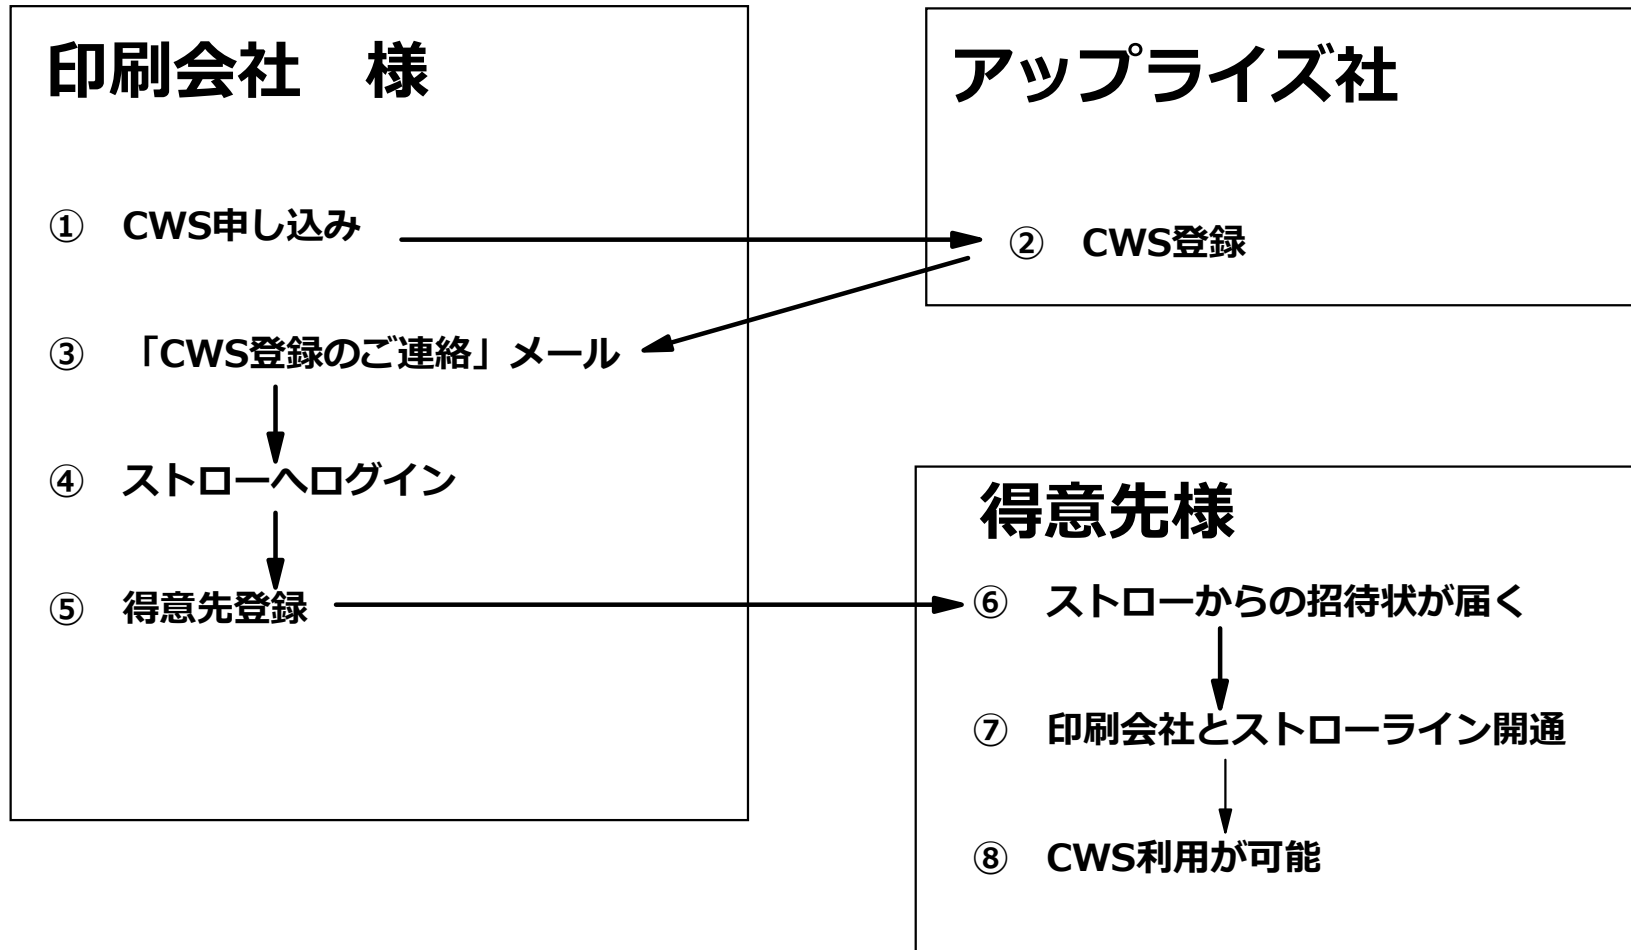 印刷会社　様
① CWS申し込み
③ 「CWS登録のご連絡」メール
④ ストローへログイン
⑤ 得意先登録
アップライズ社
② CWS登録
得意先様
⑥ ストローからの招待状が届く
⑦ 印刷会社とストローライン開通
⑧ CWS利用が可能